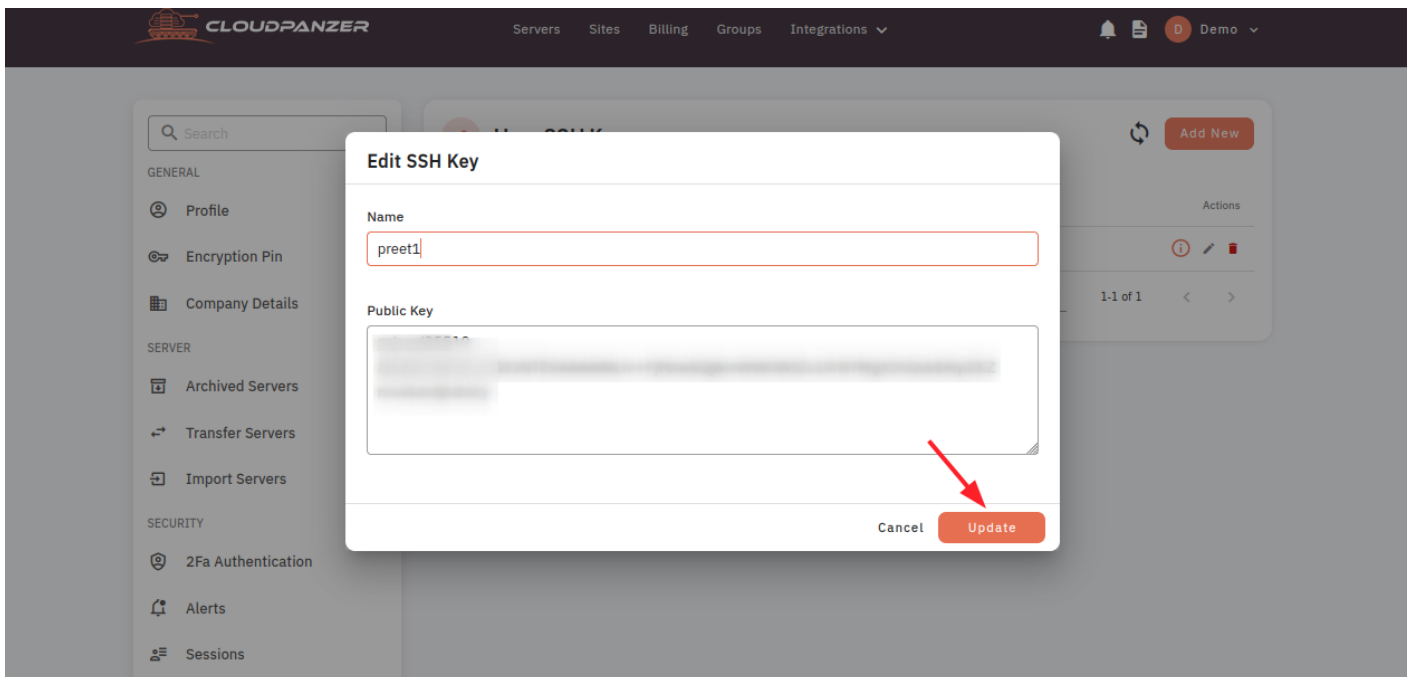 CLOUDPANZER
Servers Sites Billing Groups Integrations
D Demo
Search
Add New
GENERAL
Profile
Encryption Pin
Company Details
SERVER
Archived Servers
Transfer Servers
Import Servers
SECURITY
2Fa Authentication
Alerts
Sessions
Actions
1-1 of 1
Edit SSH Key
Name
preet1
Public Key
Cancel Update